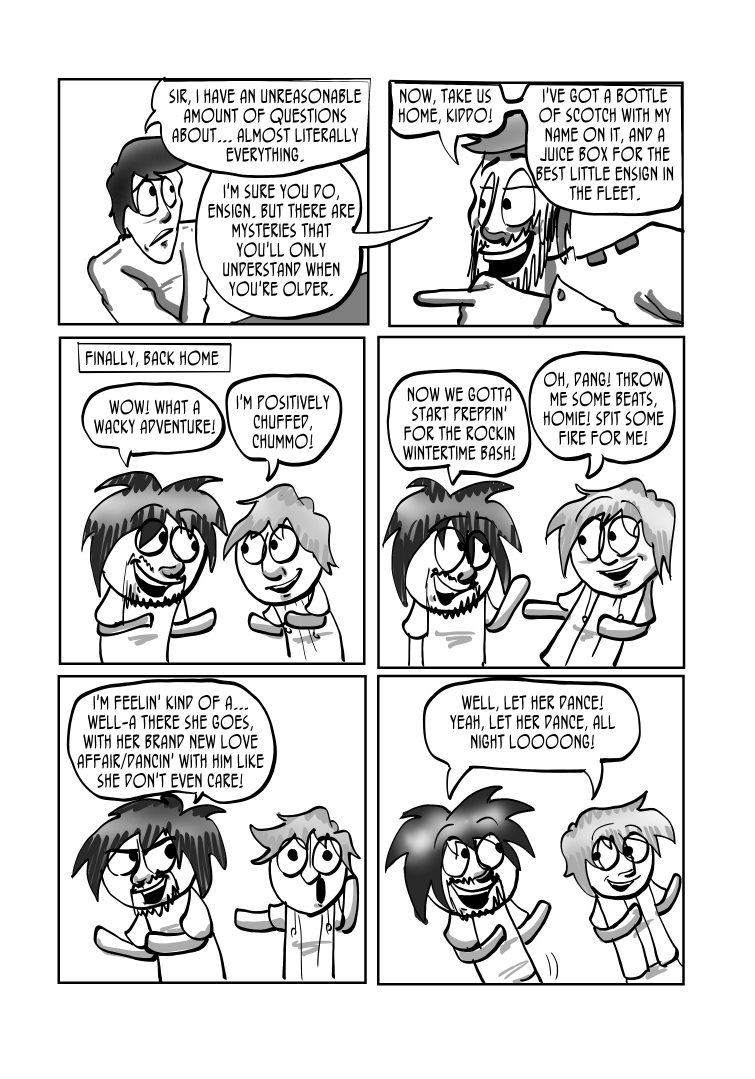 SIR, I HAVE AN UNREASONABLE
AMOUNT OF QUESTIONS
ABOUT... ALMOST LITERALLY
EVERYTHING.
I'M SURE YOU DO,
ENSIGN. BUT THERE ARE
MYSTERIES THAT
YOU'LL ONLY
UNDERSTAND WHEN
YOU'RE OLDER.
NOW, TAKE US
HOME, KIDDO!
I'VE GOT A BOTTLE
OF SCOTCH WITH MY
NAME ON IT, AND A
JUICE BOX FOR THE
BEST LITTLE ENSIGN IN
THE FLEET.
FINALLY, BACK HOME
WOW! WHAT A
WACKY ADVENTURE!
I'M POSITIVELY
CHUFFED,
CHUMMO!
NOW WE GOTTA
START PREPPIN'
FOR THE ROCKIN
WINTERTIME BASH!
OH, DANG! THROW
ME SOME BEATS,
HOMIE! SPIT SOME
FIRE FOR ME!
I'M FEELIN' KIND OF A...
WELL-A THERE SHE GOES,
WITH HER BRAND NEW LOVE
AFFAIR/DANCIN' WITH HIM LIKE
SHE DON'T EVEN CARE!
WELL, LET HER DANCE!
YEAH, LET HER DANCE, ALL
NIGHT LOOOONG!